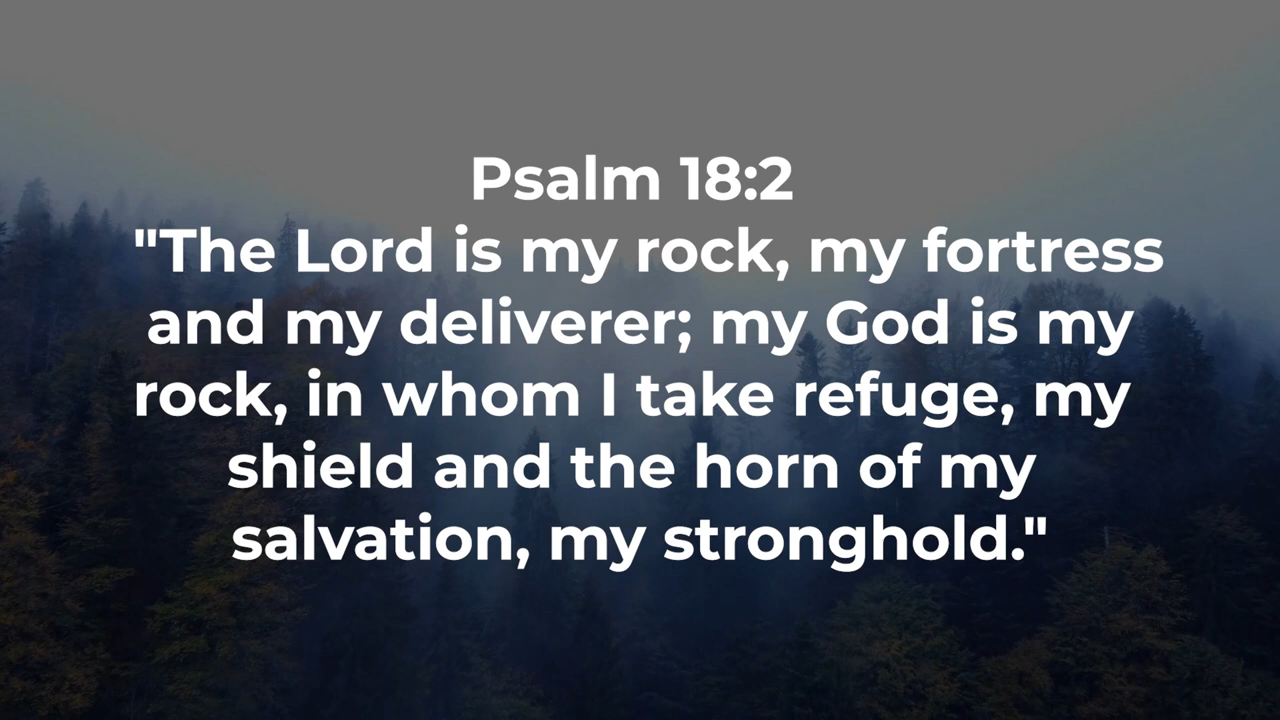 Psalm 18:2
"The Lord is my rock, my fortress
and my deliverer; my God is my
rock, in whom I take refuge, my
shield and the horn of my
salvation, my stronghold."